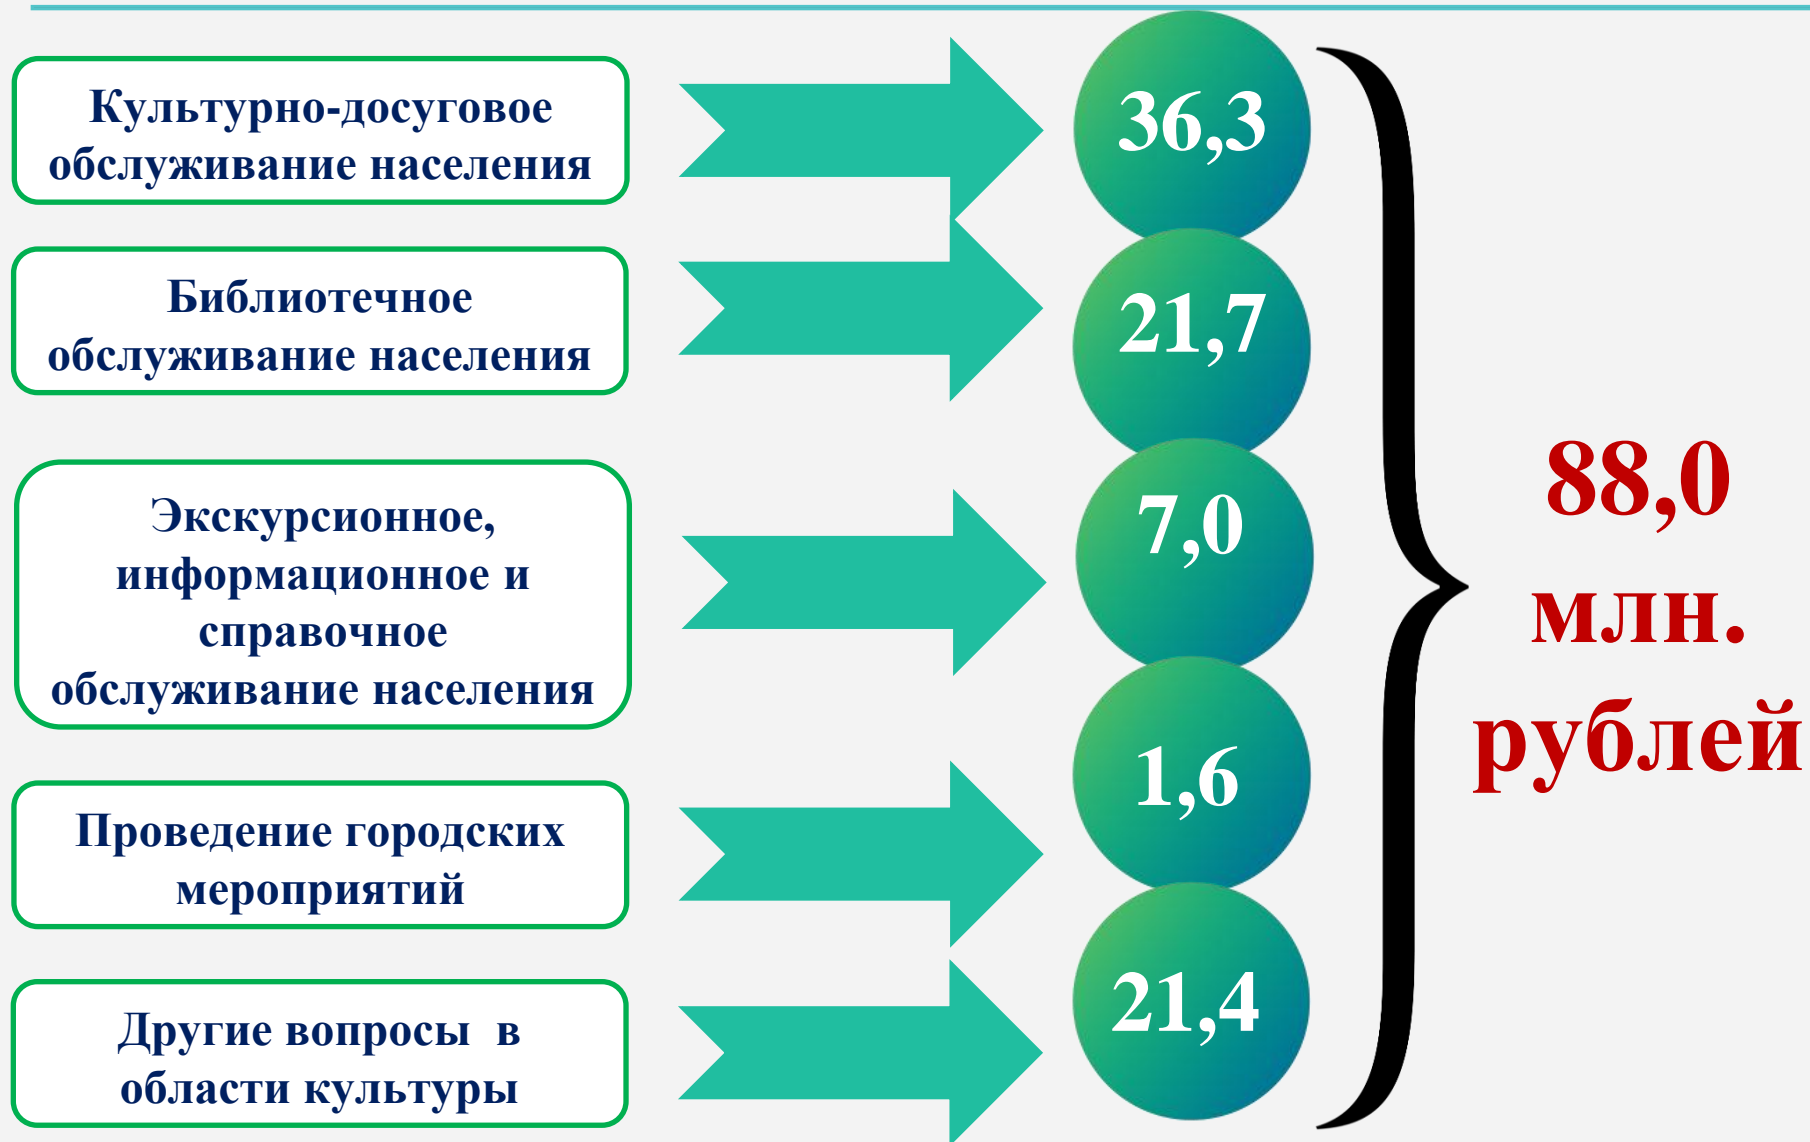 Культурно-досуговое
обслуживание населения
36,3
Библиотечное
обслуживание населения
21,7
Экскурсионное,
информационное и
справочное
обслуживание населения
7,0
Проведение городских
мероприятий
1,6
Другие вопросы  в
области культуры
21,4
88,0
млн.
рублей